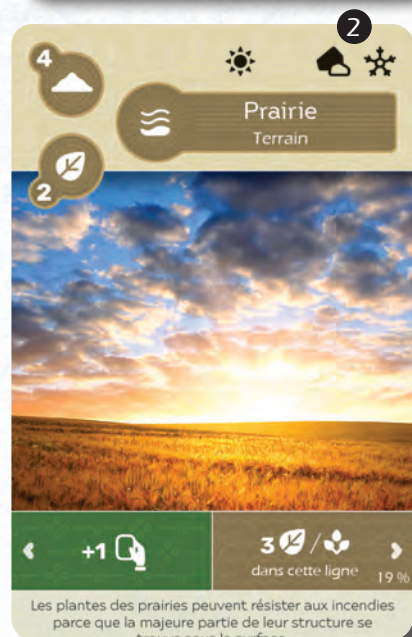 2
4
Prairie
Terrain
2
+1
3 /
dans cette ligne
19 %
Les plantes des prairies peuvent résister aux incendies
parce que la majeure partie de leur structure se